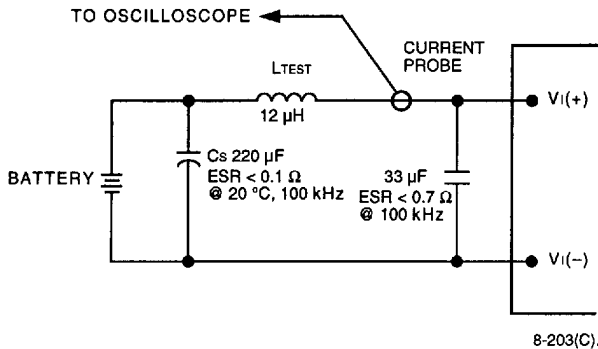 TO OSCILLOSCOPE
CURRENT
PROBE
LTEST
12 µH
VI(+)
CS 220 µF
ESR < 0.1 Ω
@ 20 °C, 100 kHz
33 µF
ESR < 0.7 Ω
@ 100 kHz
BATTERY
VI(–)
8-203(C).